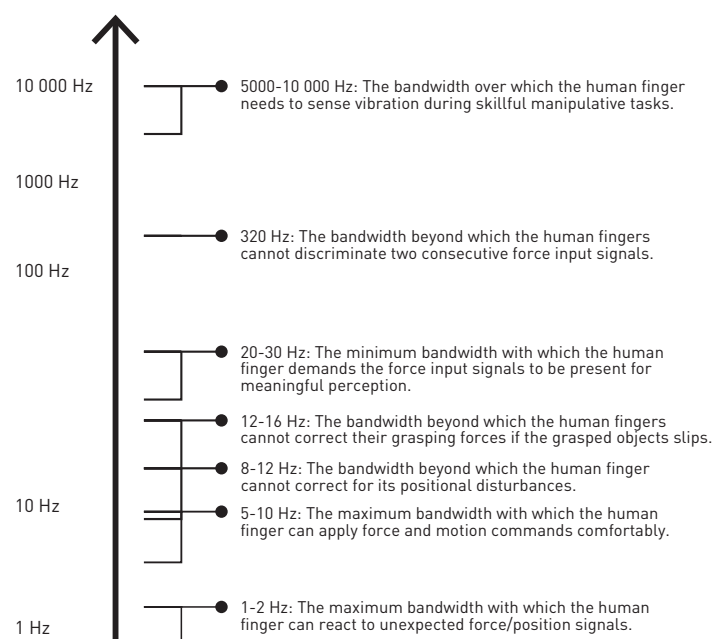 10 000 Hz
5000-10 000 Hz: The bandwidth over which the human finger
needs to sense vibration during skillful manipulative tasks.
1000 Hz
320 Hz: The bandwidth beyond which the human fingers
cannot discriminate two consecutive force input signals.
100 Hz
20-30 Hz: The minimum bandwidth with which the human
finger demands the force input signals to be present for
meaningful perception.
12-16 Hz: The bandwidth beyond which the human fingers
cannot correct their grasping forces if the grasped objects slips.
8-12 Hz: The bandwidth beyond which the human finger
cannot correct for its positional disturbances.
10 Hz
5-10 Hz: The maximum bandwidth with which the human
finger can apply force and motion commands comfortably.
1-2 Hz: The maximum bandwidth with which the human
finger can react to unexpected force/position signals.
1 Hz